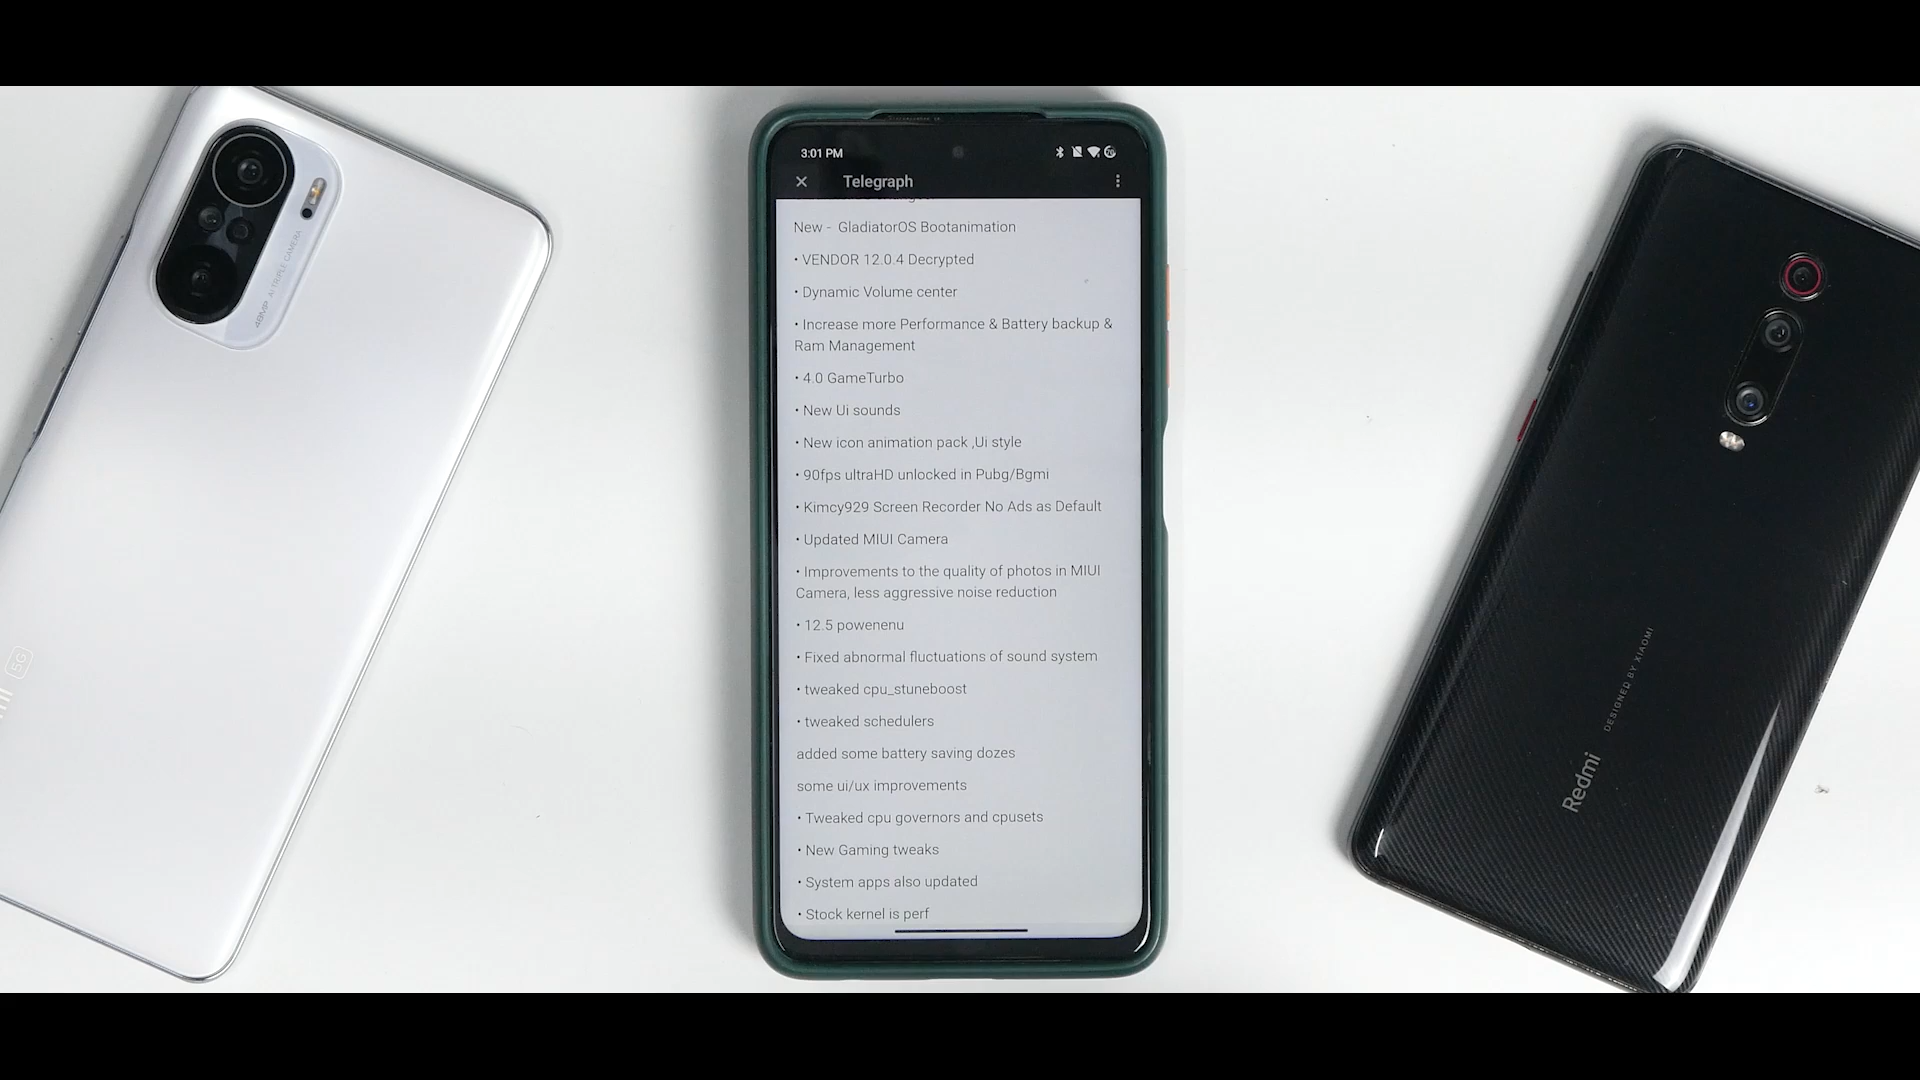 3:01 PM
Telegraph
New - GladiatorOS Bootanimation
• VENDOR 12.0.4 Decrypted
• Dynamic Volume center
• Increase more Performance & Battery backup &
Ram Management
• 4.0 GameTurbo
• New Ui sounds
• New icon animation pack ,Ui style
• 90fps ultraHD unlocked in Pubg/Bgmi
• Kimcy929 Screen Recorder No Ads as Default
• Updated MIUI Camera
• Improvements to the quality of photos in MIUI
Camera, less aggressive noise reduction
• 12.5 powenenu
• Fixed abnormal fluctuations of sound system
• tweaked cpu_stuneboost
• tweaked schedulers
added some battery saving dozes
some ui/ux improvements
• Tweaked cpu governors and cpusets
• New Gaming tweaks
• System apps also updated
• Stock kernel is perf
48MP AI TRIPLE CAMERA
5G
Redmi
DESIGNED BY XIAOMI